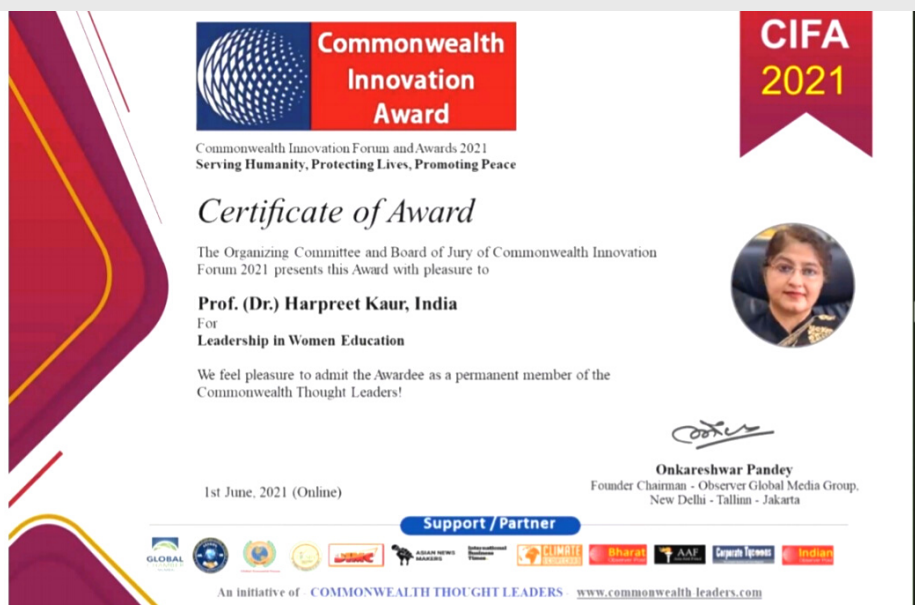 Commonwealth
Innovation
Award
CIFA
2021
Commonwealth Innovation Forum and Awards 2021
Serving Humanity, Protecting Lives, Promoting Peace
Certificate of Award
The Organizing Committee and Board of Jury of Commonwealth Innovation
Forum 2021 presents this Award with pleasure to
Prof. (Dr.) Harpreet Kaur, India
For
Leadership in Women Education
We feel pleasure to admit the Awardee as a permanent member of the
Commonwealth Thought Leaders!
Onkareshwar Pandey
Founder Chairman - Observer Global Media Group,
New Delhi - Tallinn - Jakarta
1st June, 2021 (Online)
Support / Partner
GLOBAL
ASIAN NEWS
MAKERS
International
Business
Times
CLIMATE
Bharat
AAF
Corporate
Indian
An initiative of COMMONWEALTH THOUGHT LEADERS www.commonwealth leaders.com